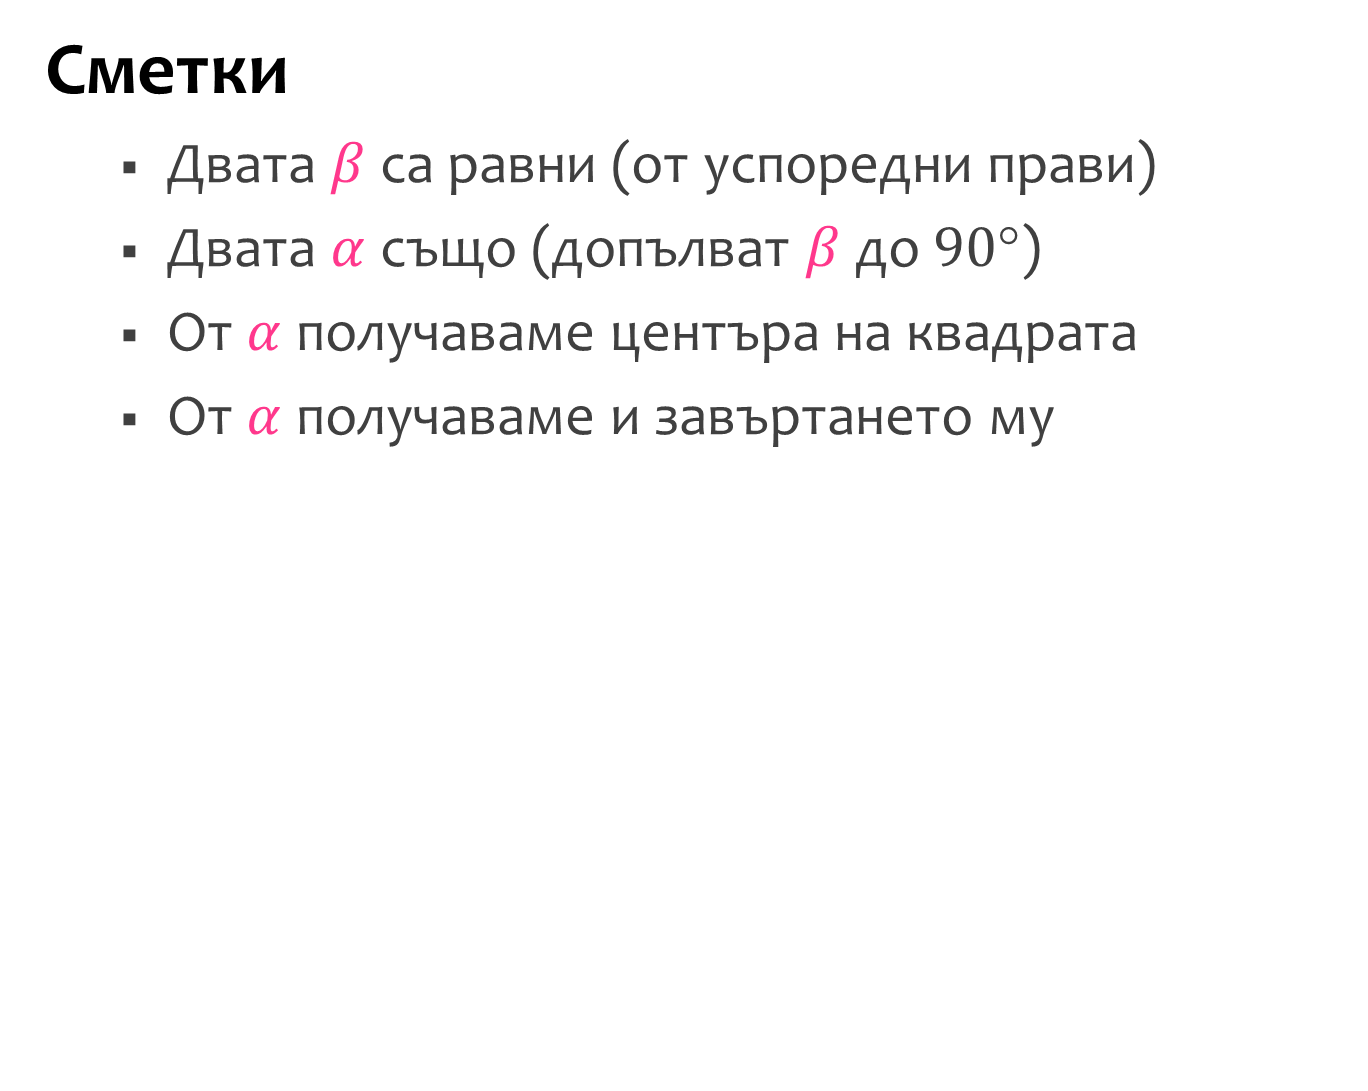 Сметки
▪ Двата β са равни (от успоредни прави)
▪ Двата α също (допълват β до 90°)
▪ От α получаваме центъра на квадрата
▪ От α получаваме и завъртането му